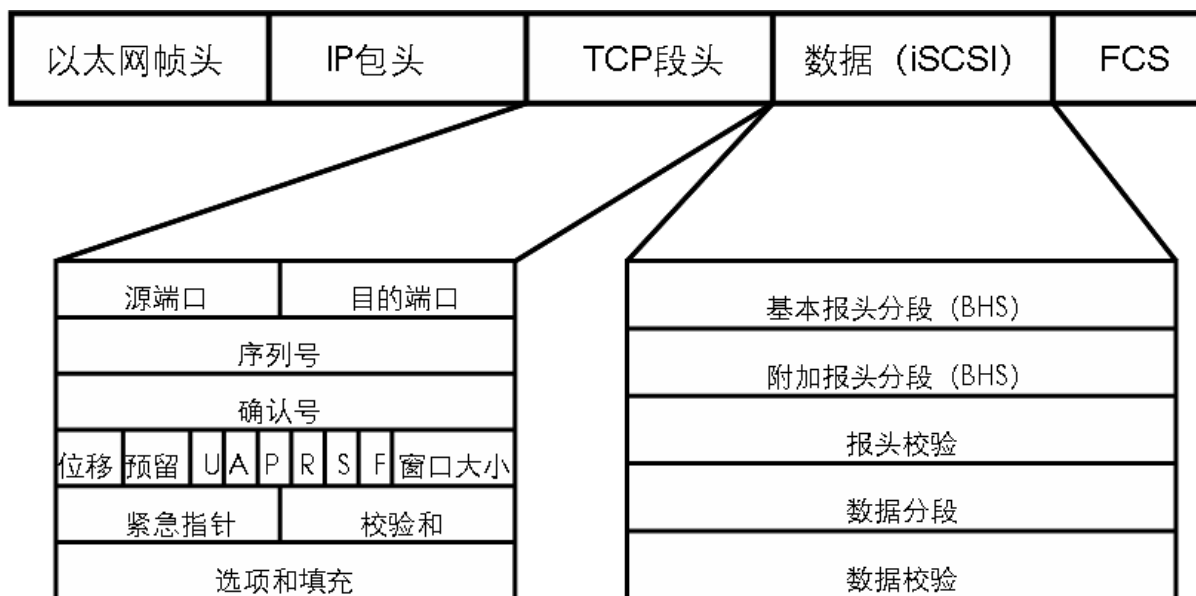 以太网帧头 IP包头 TCP段头 数据（iSCSI） FCS
源端口 目的端口
序列号
确认号
位移 预留 U A P R S F 窗口大小
紧急指针 校验和
选项和填充
基本报头分段（BHS）
附加报头分段（BHS）
报头校验
数据分段
数据校验